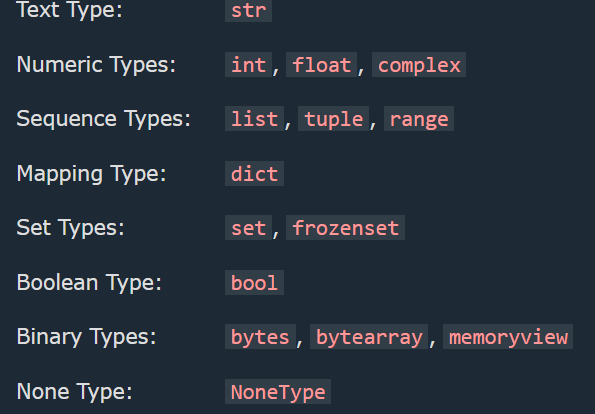 Text Type: str
Numeric Types: int, float, complex
Sequence Types: list, tuple, range
Mapping Type: dict
Set Types: set, frozenset
Boolean Type: bool
Binary Types: bytes, bytearray, memoryview
None Type: NoneType